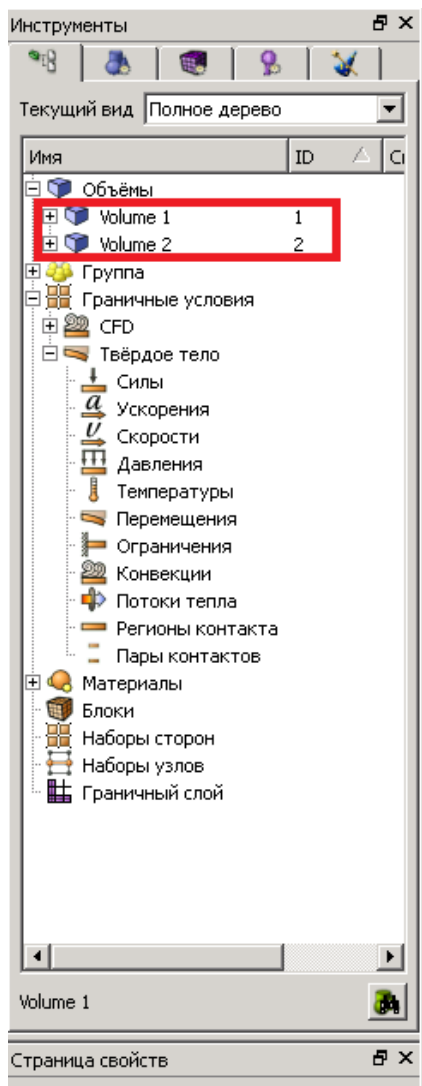 Инструменты
Текущий вид Полное дерево
Имя ID
Объёмы
Volume 1 1
Volume 2 2
Группа
Граничные условия
CFD
Твёрдое тело
Силы
Ускорения
Скорости
Давления
Температуры
Перемещения
Ограничения
Конвекции
Потоки тепла
Регионы контакта
Пары контактов
Материалы
Блоки
Наборы сторон
Наборы узлов
Граничный слой
Volume 1
Страница свойств